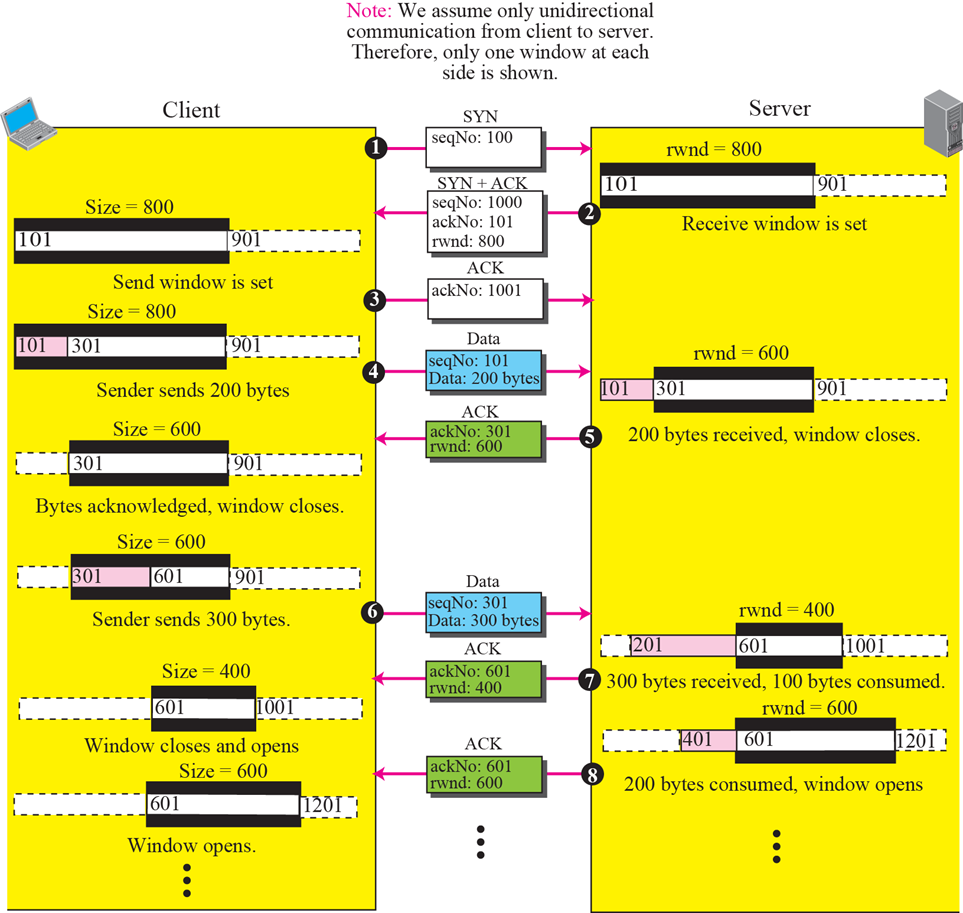 Note: We assume only unidirectional
communication from client to server.
Therefore, only one window at each
side is shown.
Client
Server
SYN
seqNo: 100
1
rwnd = 800
101
901
Receive window is set
SYN + ACK
seqNo: 1000
ackNo: 101
rwnd: 800
2
Size = 800
101
901
Send window is set
ACK
ackNo: 1001
3
Size = 800
101
301
901
Sender sends 200 bytes
Data
seqNo: 101
Data: 200 bytes
4
rwnd = 600
101
301
901
200 bytes received, window closes.
ACK
ackNo: 301
rwnd: 600
5
Size = 600
301
901
Bytes acknowledged, window closes.
Size = 600
301
601
901
Sender sends 300 bytes.
Data
seqNo: 301
Data: 300 bytes
6
rwnd = 400
201
601
1001
300 bytes received, 100 bytes consumed.
ACK
ackNo: 601
rwnd: 400
7
Size = 400
601
1001
Window closes and opens
rwnd = 600
401
601
1201
200 bytes consumed, window opens
ACK
ackNo: 601
rwnd: 600
8
Size = 600
601
1201
Window opens.